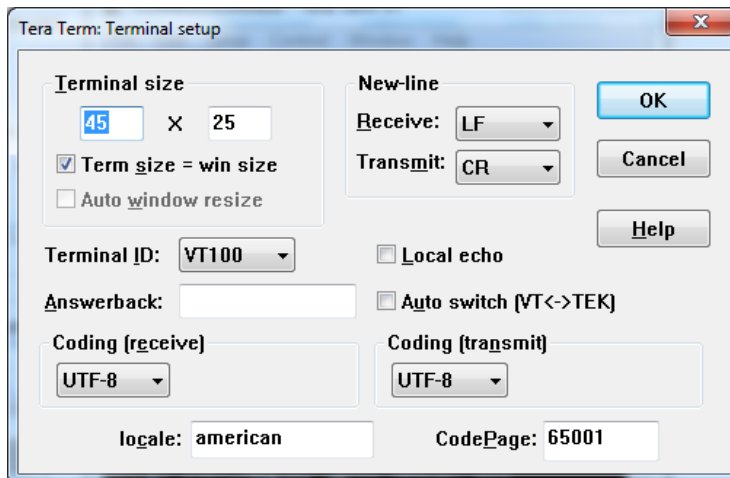 Tera Term: Terminal setup
Terminal size
45 X 25
Term size = win size
Auto window resize
New-line
Receive: LF
Transmit: CR
OK
Cancel
Help
Terminal ID: VT100
Local echo
Answerback:
Auto switch (VT<->TEK)
Coding (receive)
UTF-8
Coding (transmit)
UTF-8
locale: american
CodePage: 65001